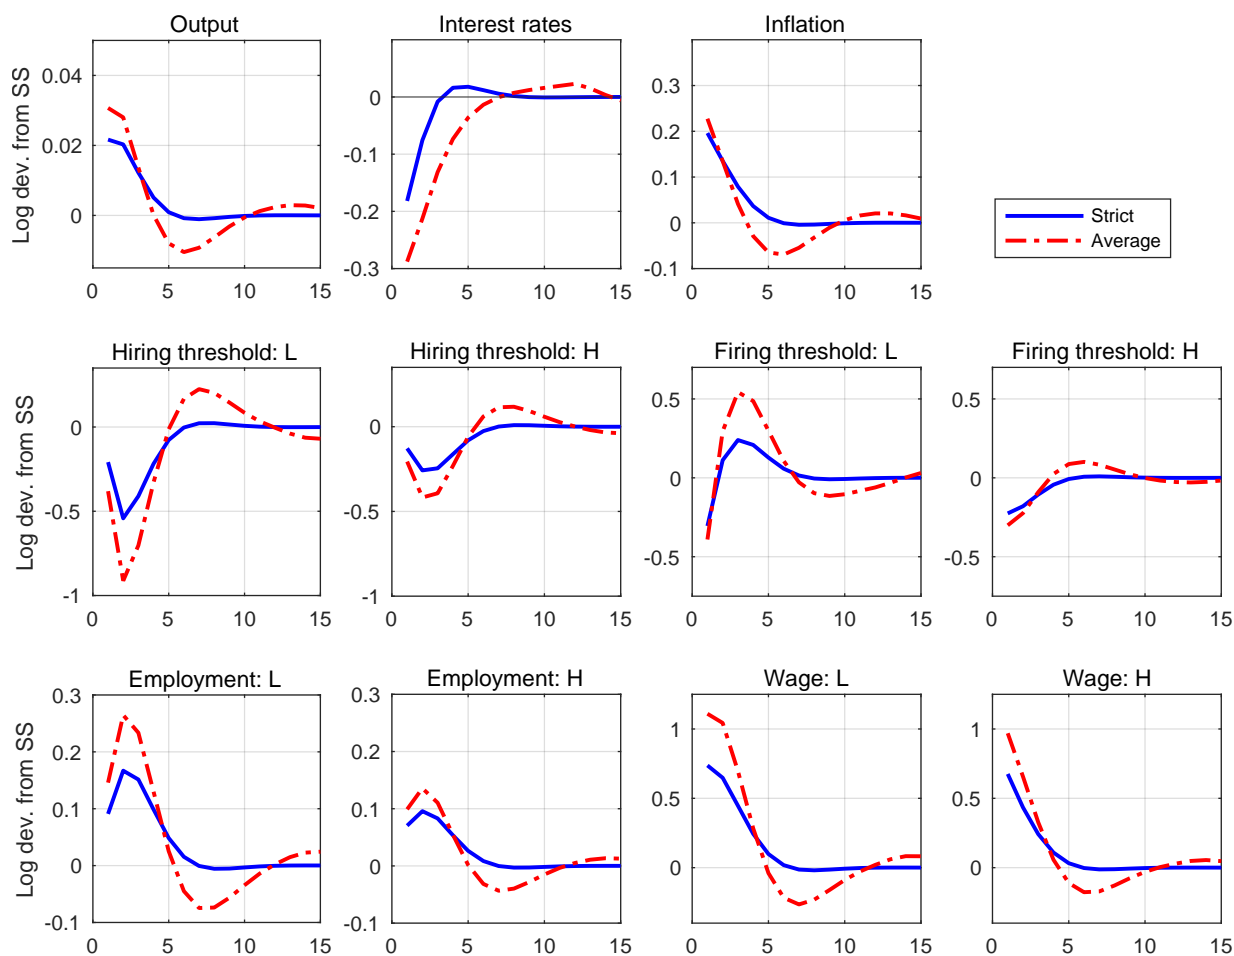 Output
Interest rates
Inflation
Log dev. from SS
0.04
0.02
0
0 5 10 15
0
-0.1
-0.2
-0.3
0 5 10 15
0.3
0.2
0.1
0
-0.1
0 5 10 15
Strict
Average
Hiring threshold: L
Hiring threshold: H
Firing threshold: L
Firing threshold: H
Log dev. from SS
0
-0.5
-1
0 5 10 15
0
-0.5
-1
0 5 10 15
0.5
0
-0.5
0 5 10 15
0.5
0
-0.5
0 5 10 15
Employment: L
Employment: H
Wage: L
Wage: H
Log dev. from SS
0.3
0.2
0.1
0
-0.1
0 5 10 15
0.3
0.2
0.1
0
-0.1
0 5 10 15
1
0.5
0
0 5 10 15
1
0.5
0
0 5 10 15